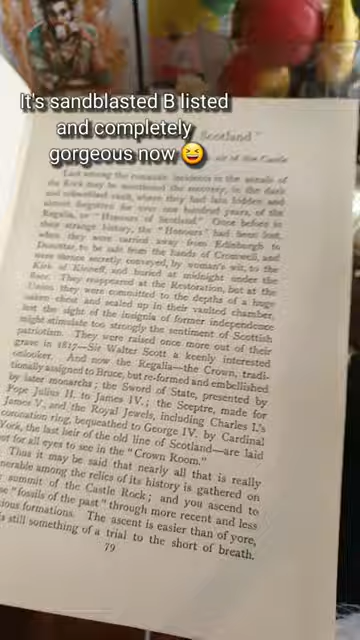 It's sandblasted B listed
and completely
gorgeous now 😆
Scotland"
air of the Castle
Last among the romantic incidents in the annals of
the Rock may be mentioned the recovery, in the dark
and vault, where they had lain hidden and
almost forgotten for over one hundred years, of the
Regalia, or "Honours of Scotland." Once before in
their strange history, the "Honours" had been lost,
when they were carried away from Edinburgh to
Dunottar, to be safe from the hands of Cromwell, and
were thence secretly conveyed, by woman's wit, to the
Kirk of Kinneff, and buried at midnight under the
floor. They reappeared at the Restoration, but at the
Union they were committed to the depths of a huge
oaken chest and sealed up in their vaulted chamber,
lest the sight of the insignia of former independence
might stimulate too strongly the sentiment of Scottish
patriotism. They were raised once more out of their
grave in 1817—Sir Walter Scott a keenly interested
onlooker. And now the Regalia—the Crown, tradi-
tionally assigned to Bruce, but re-formed and embellished
by later monarchs; the Sword of State, presented by
Pope Julius II. to James IV.; the Sceptre, made for
James V., and the Royal Jewels, including Charles I.'s
coronation ring, bequeathed to George IV. by Cardinal
York, the last heir of the old line of Scotland—are laid
out for all eyes to see in the "Crown Room."
Thus it may be said that nearly all that is really
venerable among the relics of its history is gathered on
summit of the Castle Rock; and you ascend to
"fossils of the past" through more recent and less
formations. The ascent is easier than of yore,
is still something of a trial to the short of breath.
79